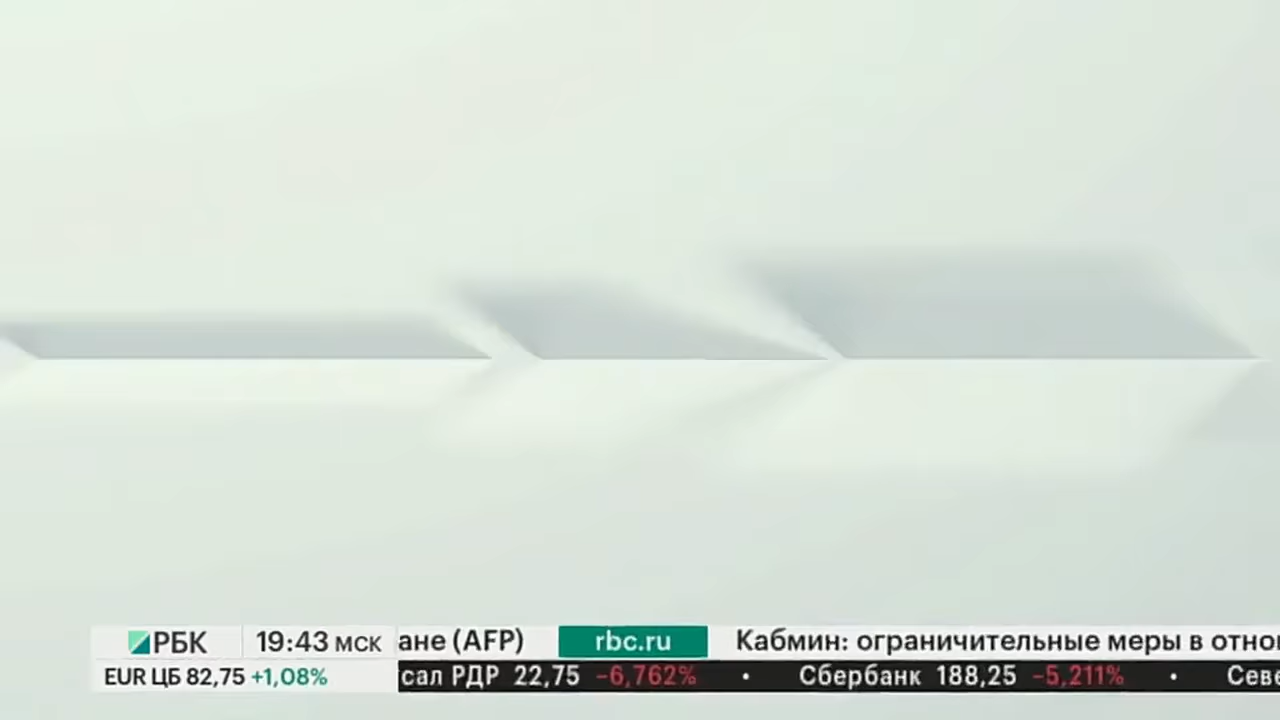 РБК 19:43 МСК ане (AFP) rbc.ru Кабмин: ограничительные меры в отно
EUR ЦБ 82,75 +1,08% сал РДР 22,75 -6,762% • Сбербанк 188,25 -5,211% • Севе